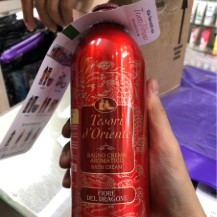 Tesori
d'Oriente
BAGNO CREMA
AROMATICO
BATH CREAM
FIORE
DEL DRAGONE